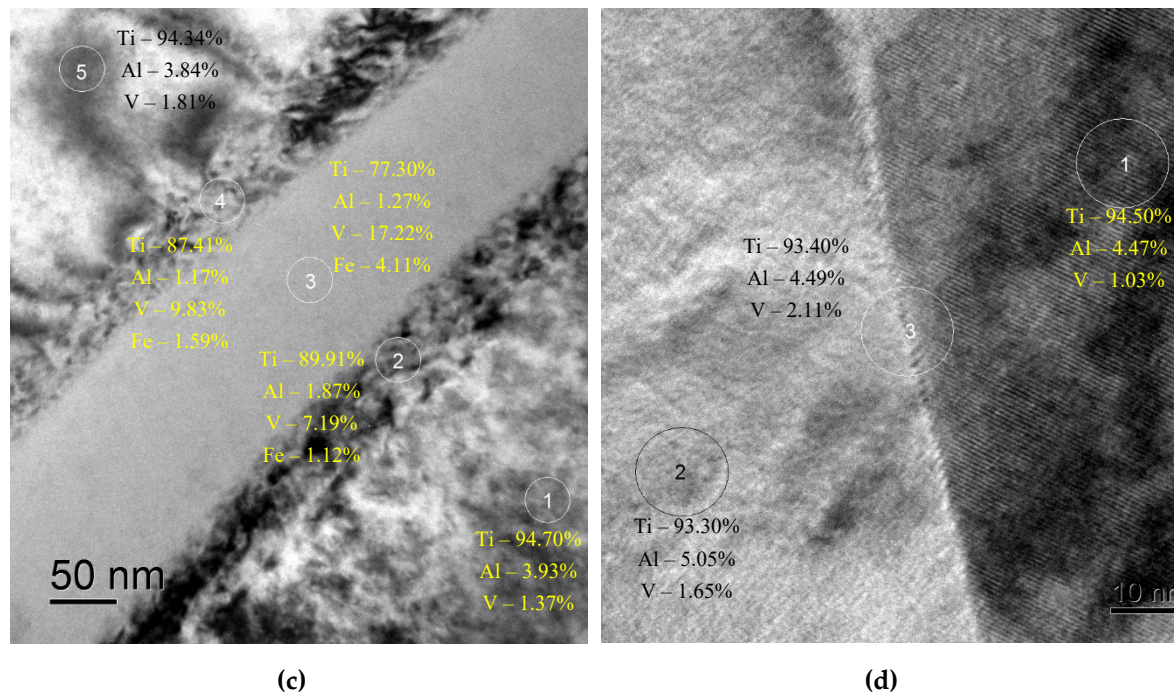 5
Ti – 94.34%
Al – 3.84%
V – 1.81%
4
Ti – 87.41%
Al – 1.17%
V – 9.83%
Fe – 1.59%
Ti – 77.30%
Al – 1.27%
V – 17.22%
Fe – 4.11%
3
Ti – 89.91%
Al – 1.87%
V – 7.19%
Fe – 1.12%
2
1
Ti – 94.70%
Al – 3.93%
V – 1.37%
50 nm
(c)
1
Ti – 94.50%
Al – 4.47%
V – 1.03%
Ti – 93.40%
Al – 4.49%
V – 2.11%
3
2
Ti – 93.30%
Al – 5.05%
V – 1.65%
10 nm
(d)